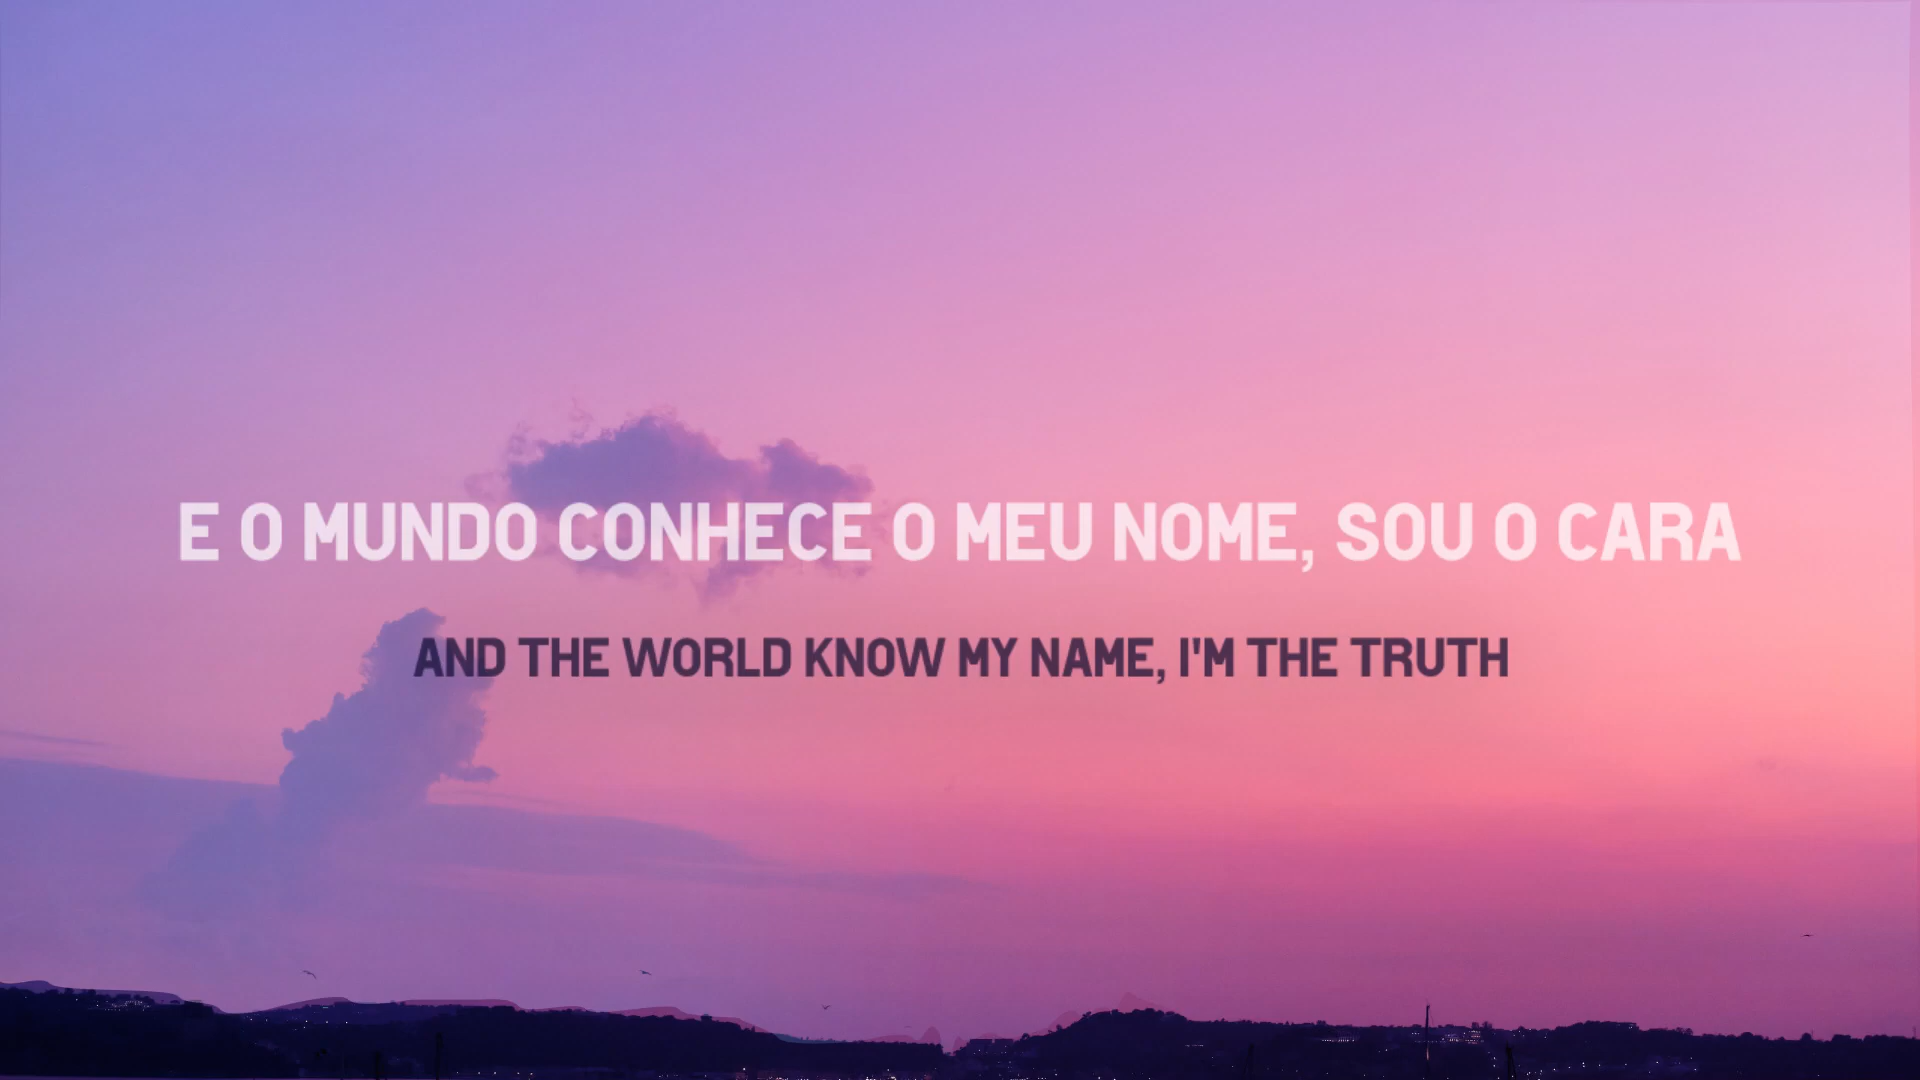 E O MUNDO CONHECE O MEU NOME, SOU O CARA
AND THE WORLD KNOW MY NAME, I'M THE TRUTH